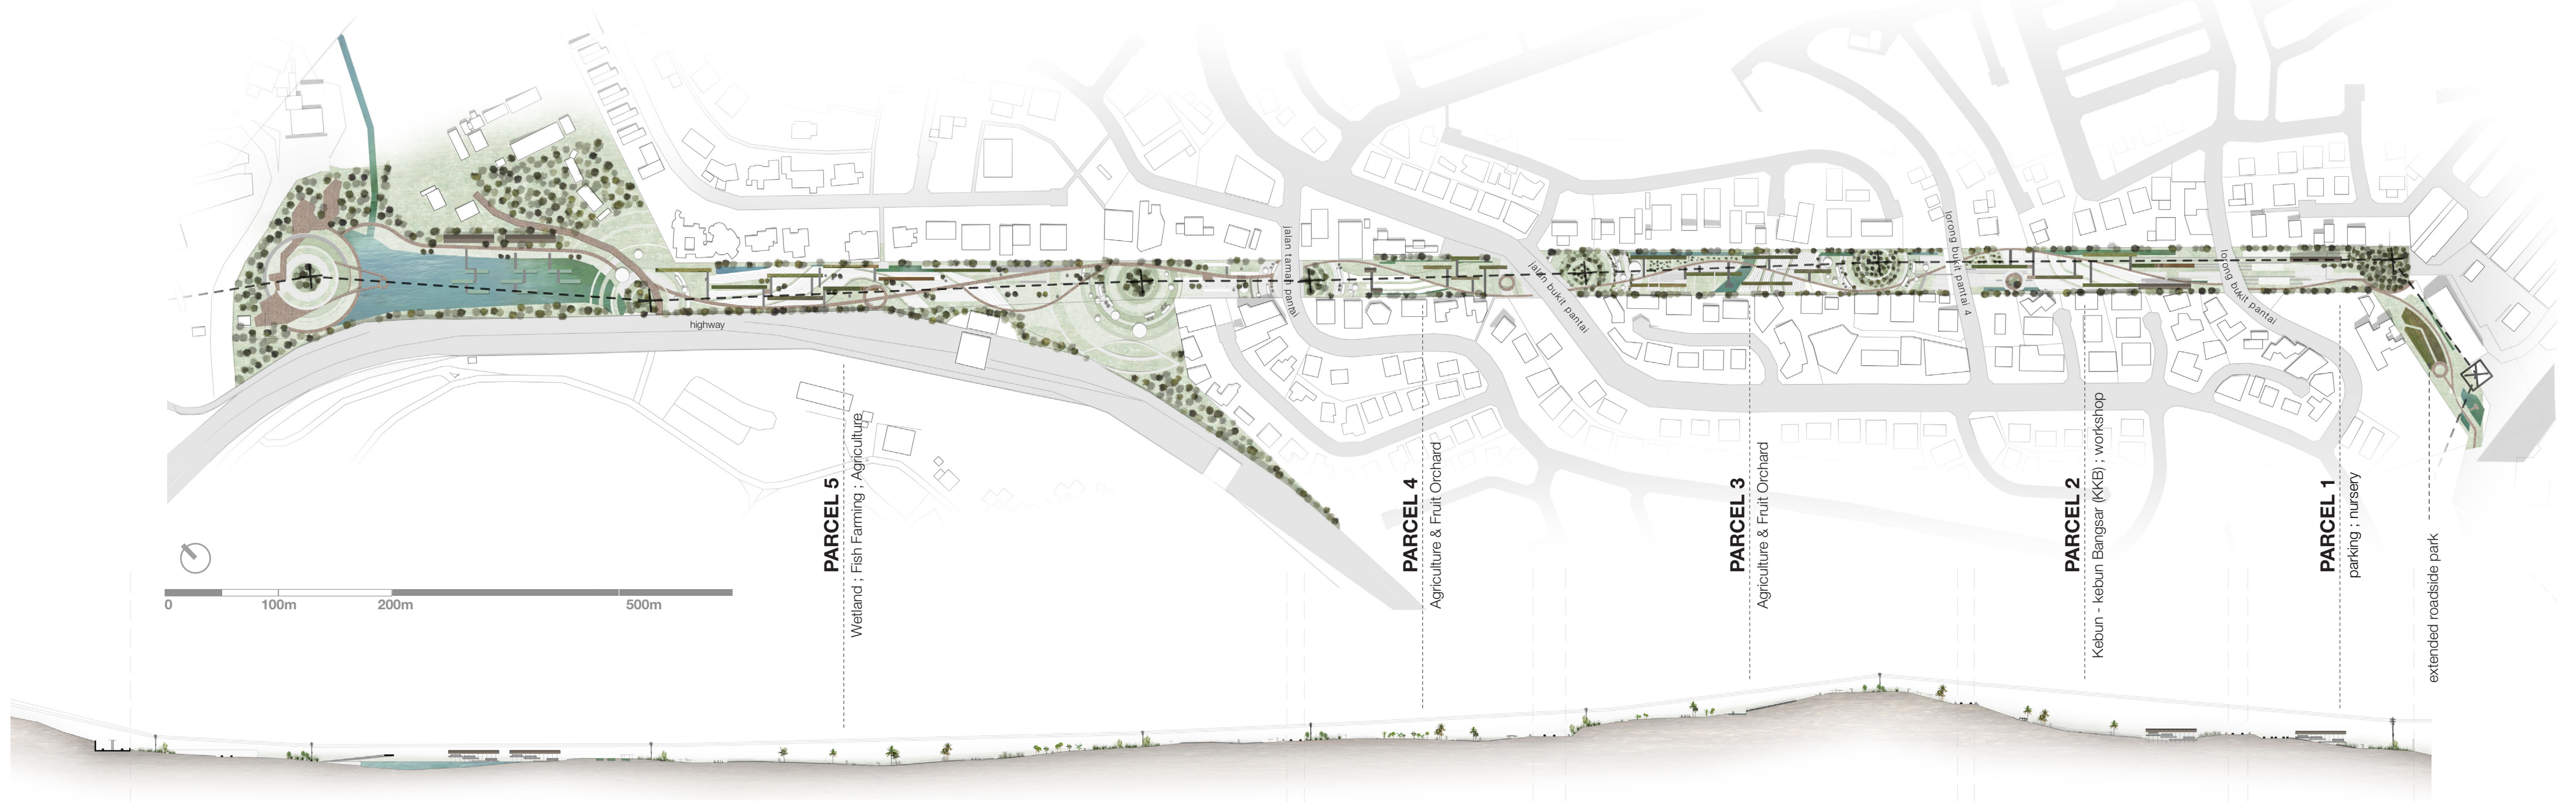 jalan taman pantai
jalan bukit pantai
lorong bukit pantai 4
lorong bukit pantai
highway
PARCEL 5
Wetland ; Fish Farming ; Agriculture
PARCEL 4
Agriculture & Fruit Orchard
PARCEL 3
Agriculture & Fruit Orchard
PARCEL 2
Kebun - kebun Bangsar (KKB) ; workshop
PARCEL 1
parking ; nursery
extended roadside park
0 100m 200m 500m